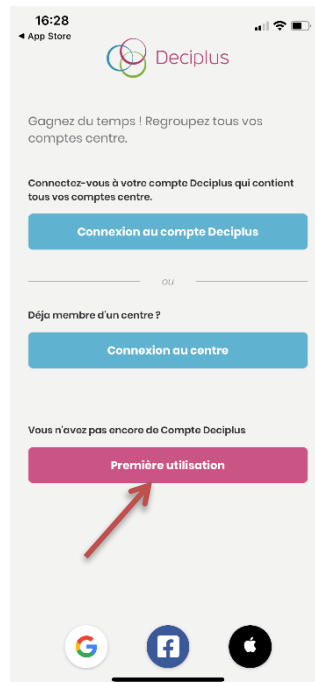 16:28
◀ App Store
Deciplus
Gagnez du temps ! Regroupez tous vos
comptes centre.
Connectez-vous à votre compte Deciplus qui contient
tous vos comptes centre.
Connexion au compte Deciplus
ou
Déja membre d'un centre ?
Connexion au centre
Vous n'avez pas encore de Compte Deciplus
Première utilisation